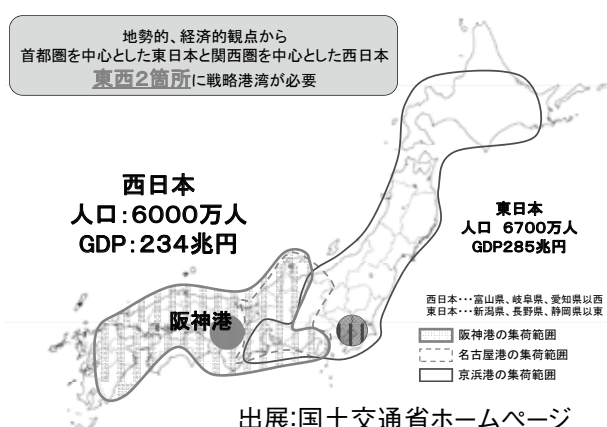 地勢的、経済的観点から
首都圏を中心とした東日本と関西圏を中心とした西日本
東西2箇所に戦略港湾が必要
西日本
人口：6000万人
GDP：234兆円
東日本
人口 6700万人
GDP285兆円
阪神港
西日本・・・富山県、岐阜県、愛知県以西
東日本・・・新潟県、長野県、静岡県以東
阪神港の集荷範囲
名古屋港の集荷範囲
京浜港の集荷範囲
出展:国土交通省ホームページ